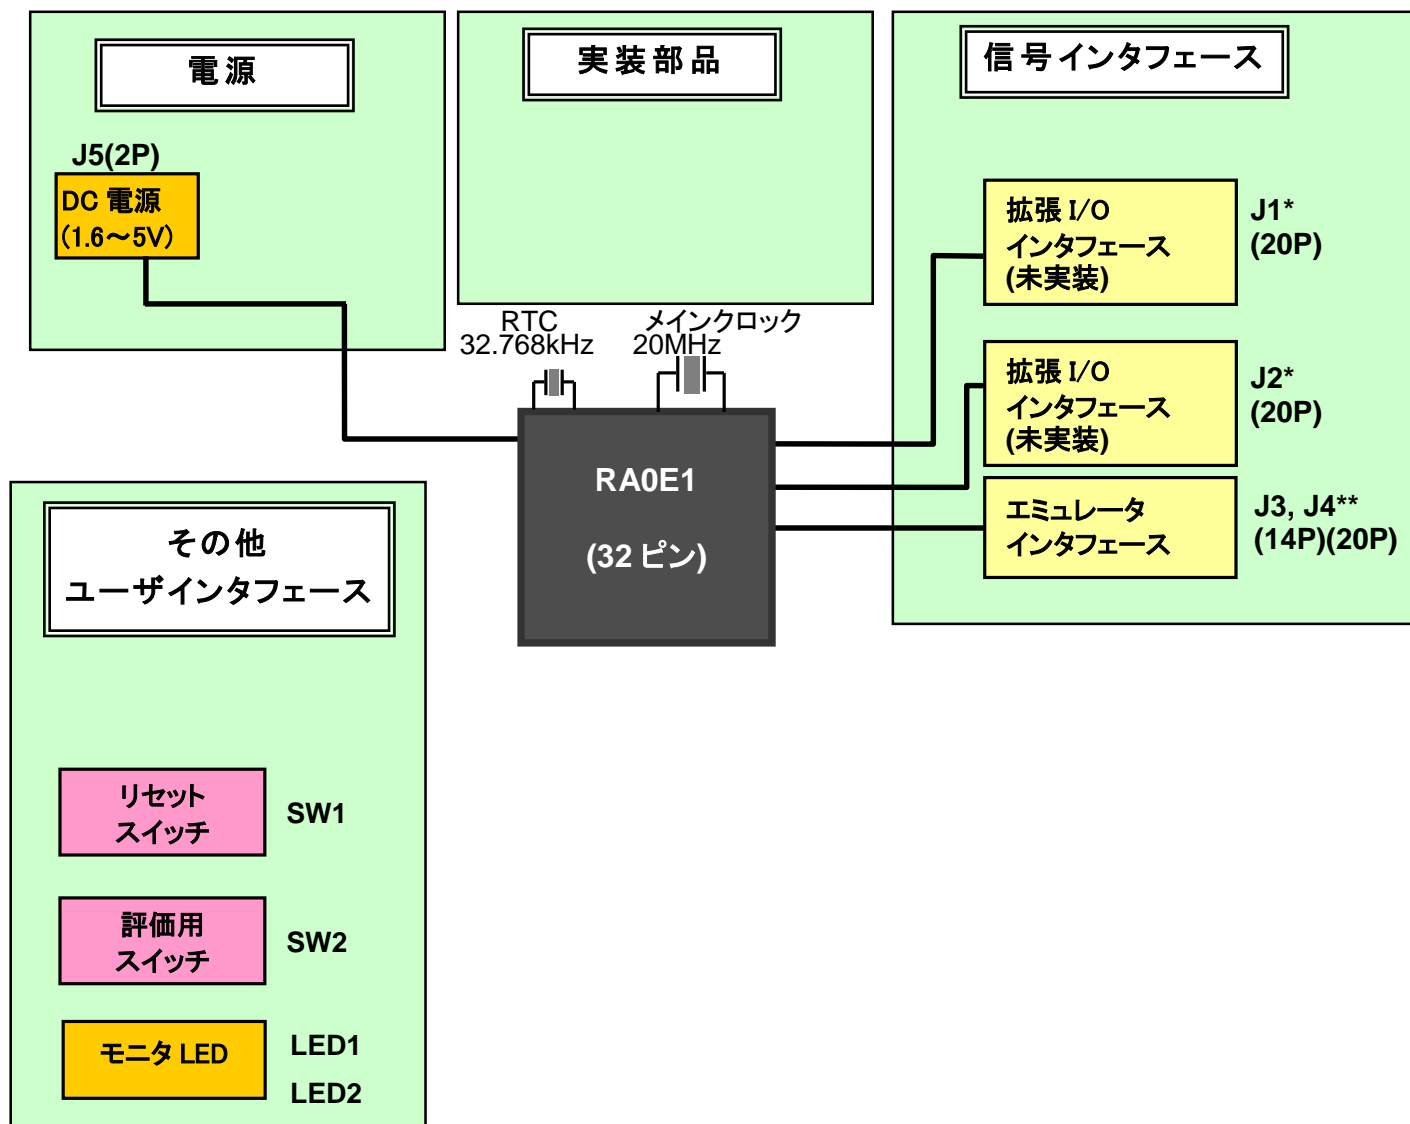 電源
J5(2P)
DC 電源
(1.6～5V)
実装部品
信号インタフェース
拡張 I/O
インタフェース
(未実装)
J1*
(20P)
拡張 I/O
インタフェース
(未実装)
J2*
(20P)
エミュレータ
インタフェース
J3, J4**
(14P)(20P)
RTC
32.768kHz
メインクロック
20MHz
RA0E1
(32 ピン)
その他
ユーザインタフェース
リセット
スイッチ
SW1
評価用
スイッチ
SW2
モニタ LED
LED1
LED2